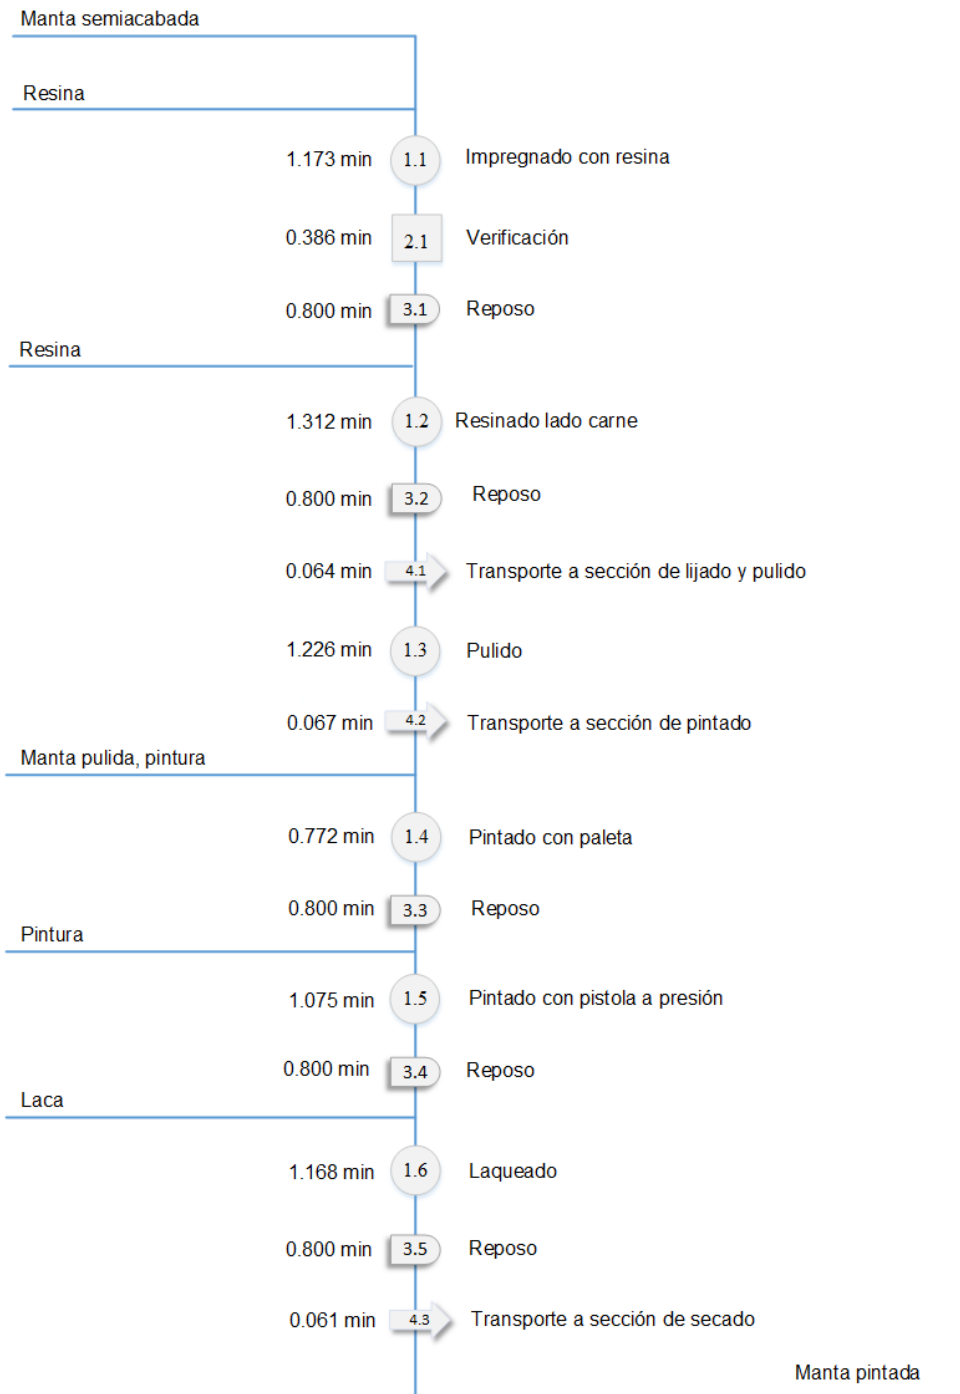 Manta semiacabada
Resina
1.173 min 1.1 Impregnado con resina
0.386 min 2.1 Verificación
0.800 min 3.1 Reposo
Resina
1.312 min 1.2 Resinado lado carne
0.800 min 3.2 Reposo
0.064 min 4.1 Transporte a sección de lijado y pulido
1.226 min 1.3 Pulido
0.067 min 4.2 Transporte a sección de pintado
Manta pulida, pintura
0.772 min 1.4 Pintado con paleta
0.800 min 3.3 Reposo
Pintura
1.075 min 1.5 Pintado con pistola a presión
0.800 min 3.4 Reposo
Laca
1.168 min 1.6 Laqueado
0.800 min 3.5 Reposo
0.061 min 4.3 Transporte a sección de secado
Manta pintada